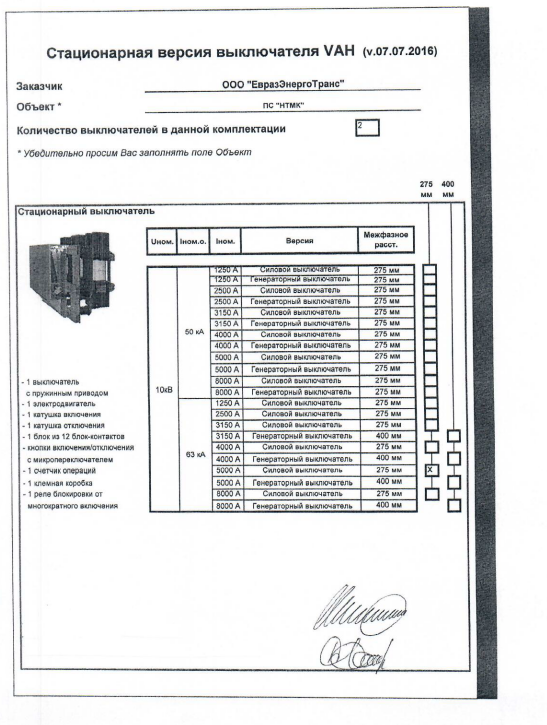 Стационарная версия выключателя VAH (v.07.07.2016)
Заказчик ООО "ЕвразЭнергоТранс"
Объект * ПС "НТМК"
Количество выключателей в данной комплектации 2
* Убедительно просим Вас заполнять поле Объект
275 мм 400 мм
Стационарный выключатель
Uном. Iном.о. Iном. Версия Межфазное расст.
10кВ
50 кА
1250 А Силовой выключатель 275 мм
1250 А Генераторный выключатель 275 мм
2500 А Силовой выключатель 275 мм
2500 А Генераторный выключатель 275 мм
3150 А Силовой выключатель 275 мм
3150 А Генераторный выключатель 275 мм
4000 А Силовой выключатель 275 мм
4000 А Генераторный выключатель 275 мм
5000 А Силовой выключатель 275 мм
5000 А Генераторный выключатель 275 мм
8000 А Силовой выключатель 275 мм
8000 А Генераторный выключатель 275 мм
63 кА
1250 А Силовой выключатель 275 мм
2500 А Силовой выключатель 275 мм
3150 А Силовой выключатель 275 мм
3150 А Генераторный выключатель 400 мм
4000 А Силовой выключатель 275 мм
4000 А Генераторный выключатель 400 мм
5000 А Силовой выключатель 275 мм X
5000 А Генераторный выключатель 400 мм
8000 А Силовой выключатель 275 мм
8000 А Генераторный выключатель 400 мм
- 1 выключатель
с пружинным приводом
- 1 электродвигатель
- 1 катушка включения
- 1 катушка отключения
- 1 блок из 12 блок-контактов
- кнопки включения/отключения
с микропереключателем
- 1 счетчик операций
- 1 клемная коробка
- 1 реле блокировки от
многократного включения